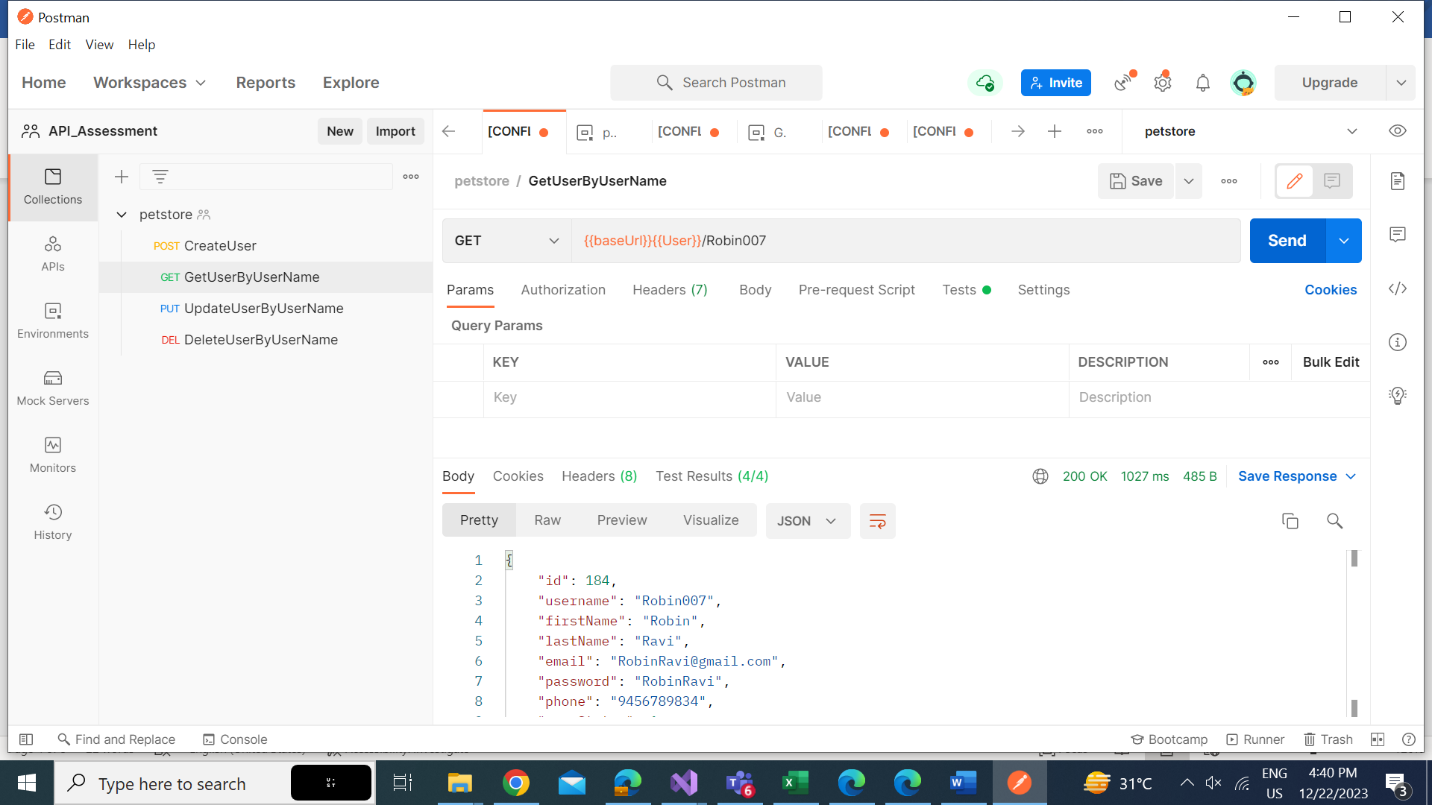 Postman
File Edit View Help
Home Workspaces Reports Explore Search Postman Invite Upgrade
API_Assessment New Import [CONFL p.. [CONFL G. [CONFL [CONFI petstore
Collections
APIs
Environments
Mock Servers
Monitors
History
petstore
POST CreateUser
GET GetUserByUserName
PUT UpdateUserByUserName
DEL DeleteUserByUserName
petstore / GetUserByUserName Save
GET {{baseUrl}}{{User}}/Robin007 Send
Params Authorization Headers (7) Body Pre-request Script Tests Settings Cookies
Query Params
KEY VALUE DESCRIPTION Bulk Edit
Key Value Description
Body Cookies Headers (8) Test Results (4/4) 200 OK 1027 ms 485 B Save Response
Pretty Raw Preview Visualize JSON
1 {
2 "id": 184,
3 "username": "Robin007",
4 "firstName": "Robin",
5 "lastName": "Ravi",
6 "email": "RobinRavi@gmail.com",
7 "password": "RobinRavi",
8 "phone": "9456789834",
Find and Replace Console Bootcamp Runner Trash
Type here to search 6 31°C ENG US 4:40 PM 12/22/2023 3